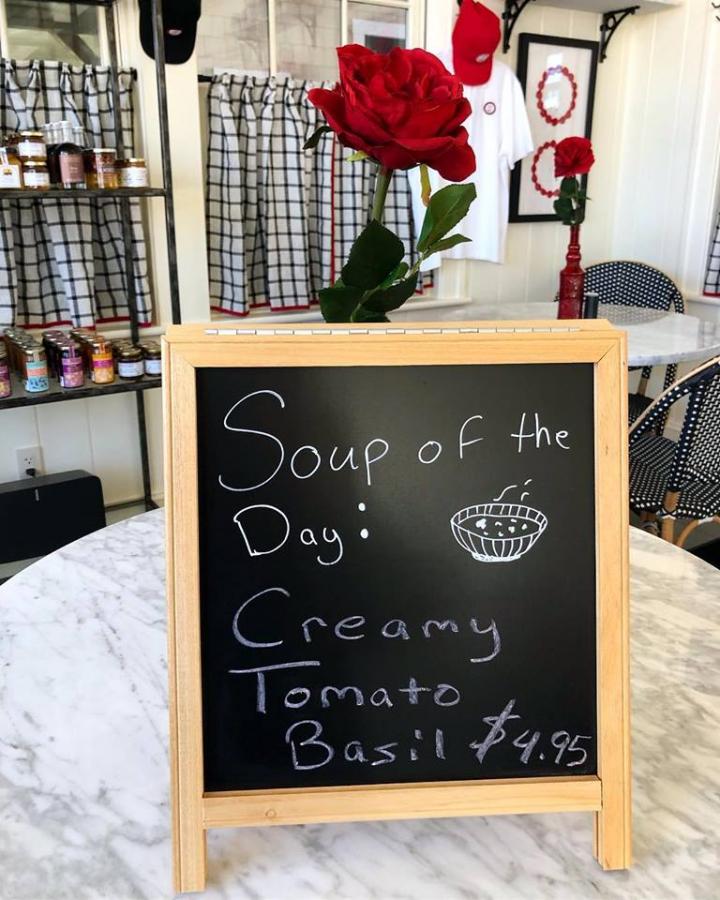 Soup of the
Day:
Creamy
Tomato
Basil $4.95